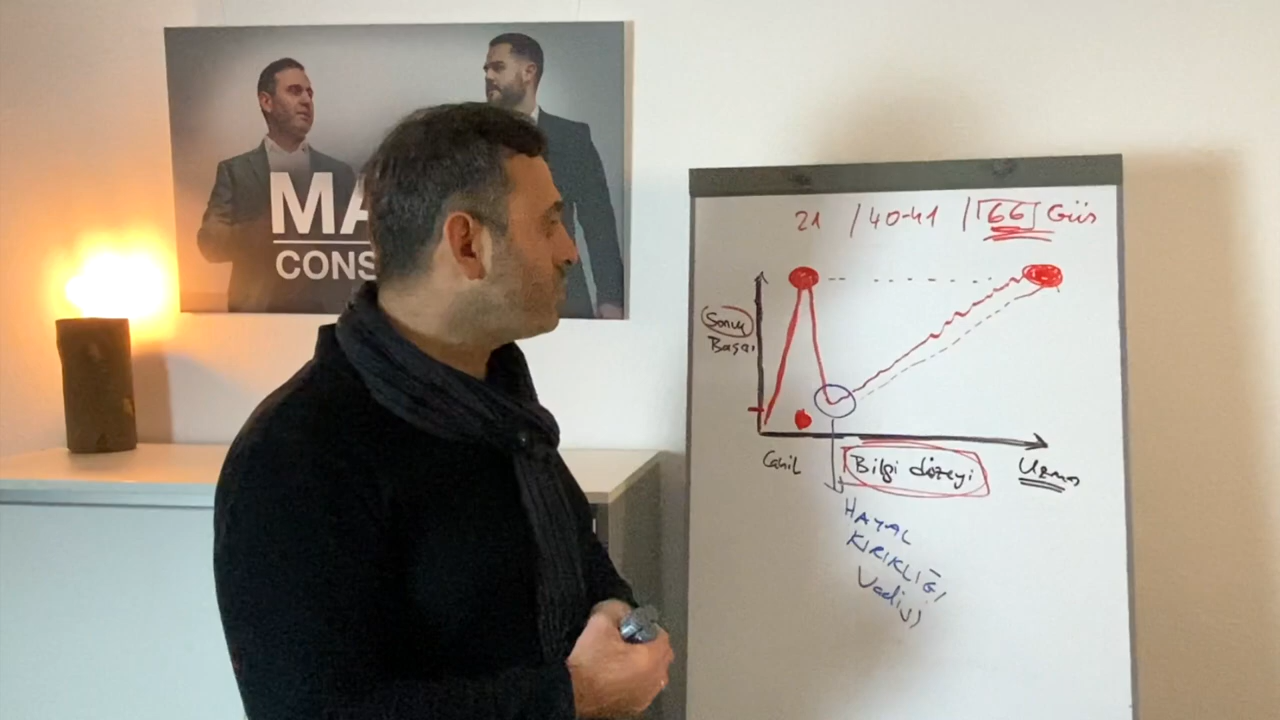 MA
CONS
21 / 40-41 / 66 Gün
Sonuç
Başarı
Cahil
Bilgi düzeyi
Uzman
HAYAL
KIRIKLIĞI
Vadisi